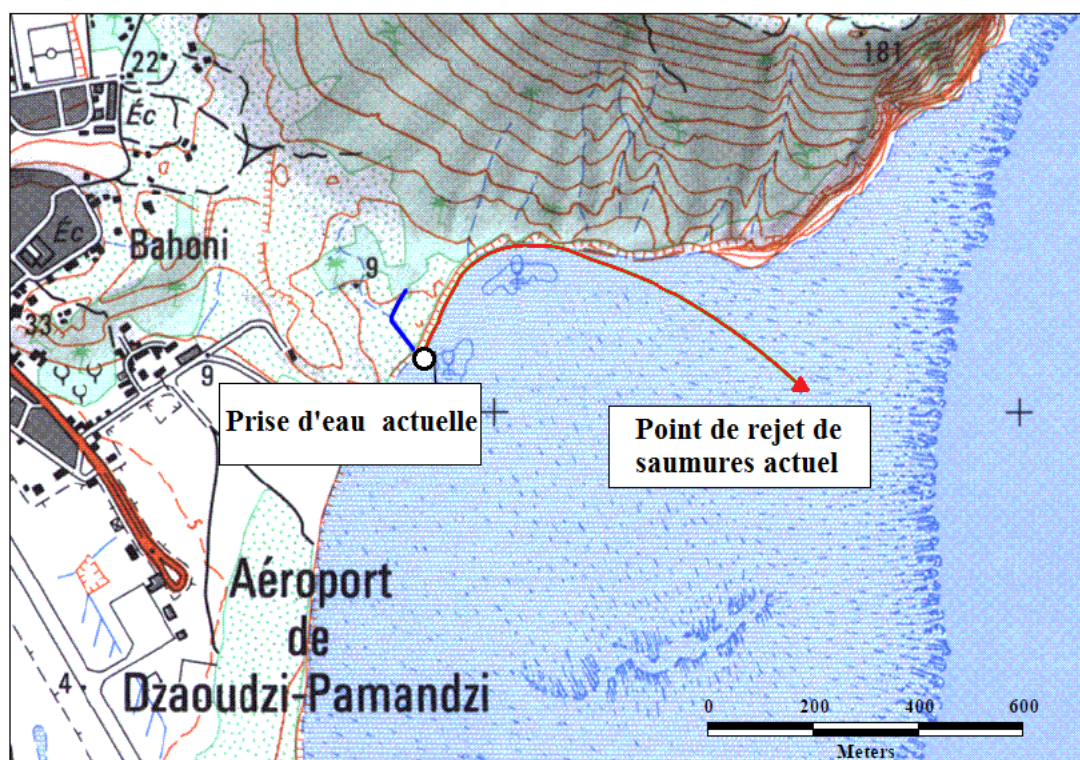 181
22
Éc
Éc
Bahoni
9
33
9
Prise d'eau actuelle
Point de rejet de
saumures actuel
5
Aéroport
de
Dzaoudzi-Pamandzi
4
0 200 400 600
Meters